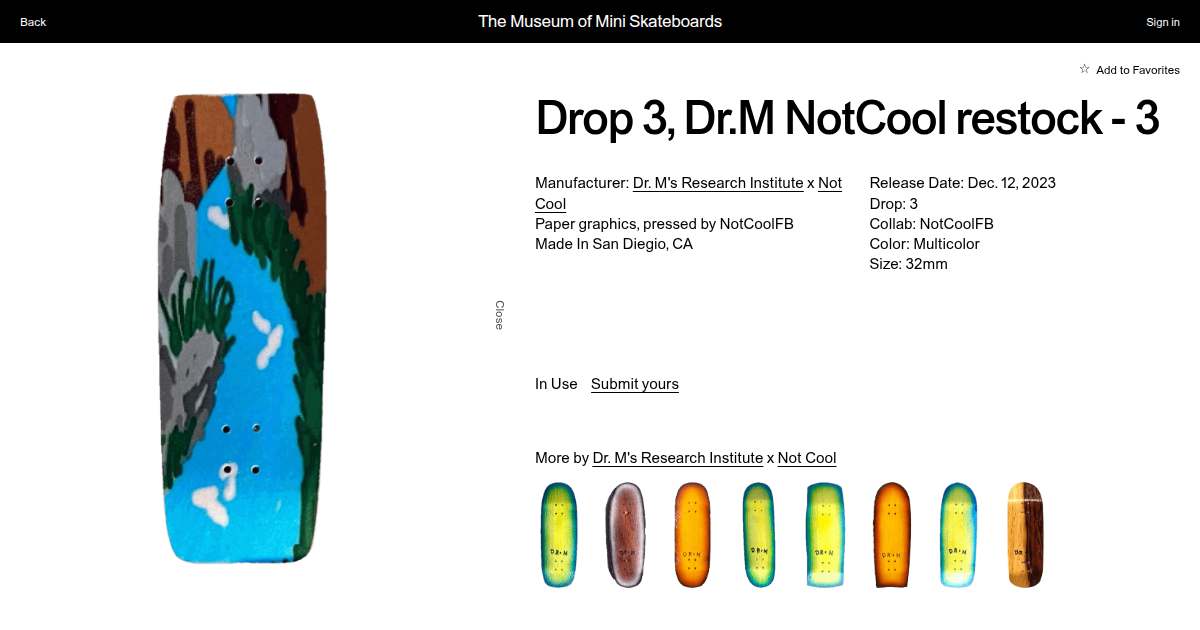 Back
The Museum of Mini Skateboards
Sign in
☆ Add to Favorites
Drop 3, Dr.M NotCool restock - 3
Manufacturer: Dr. M's Research Institute x Not
Cool
Paper graphics, pressed by NotCoolFB
Made In San Diegio, CA
Release Date: Dec. 12, 2023
Drop: 3
Collab: NotCoolFB
Color: Multicolor
Size: 32mm
Close
In Use Submit yours
More by Dr. M's Research Institute x Not Cool